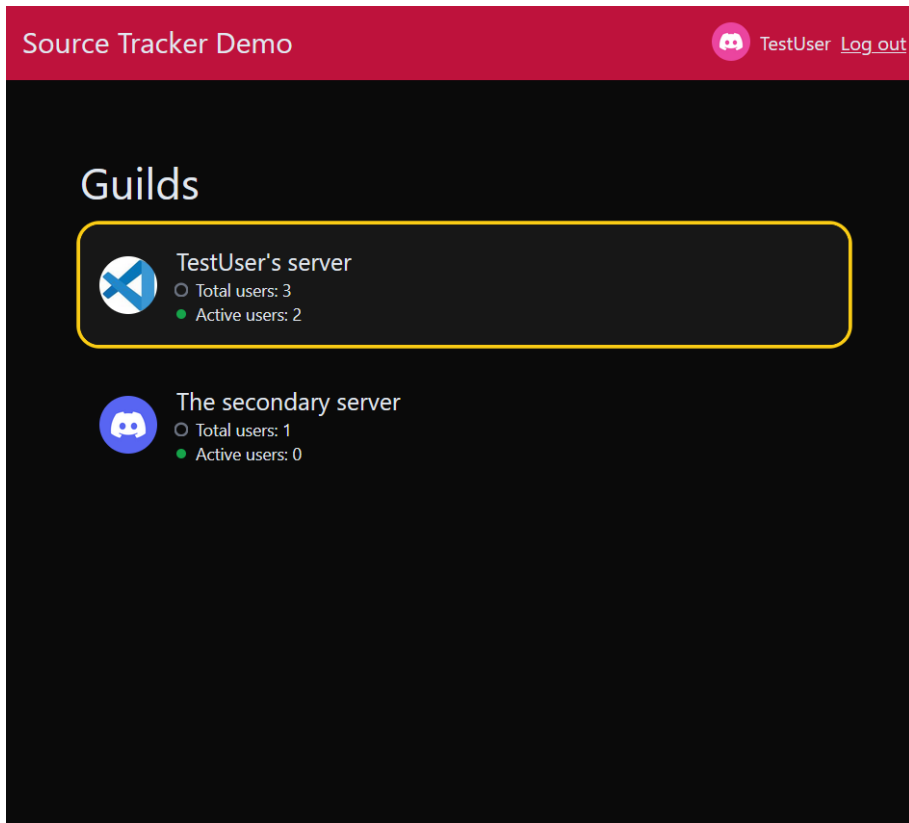 Source Tracker Demo
TestUser Log out
Guilds
TestUser's server
Total users: 3
Active users: 2
The secondary server
Total users: 1
Active users: 0